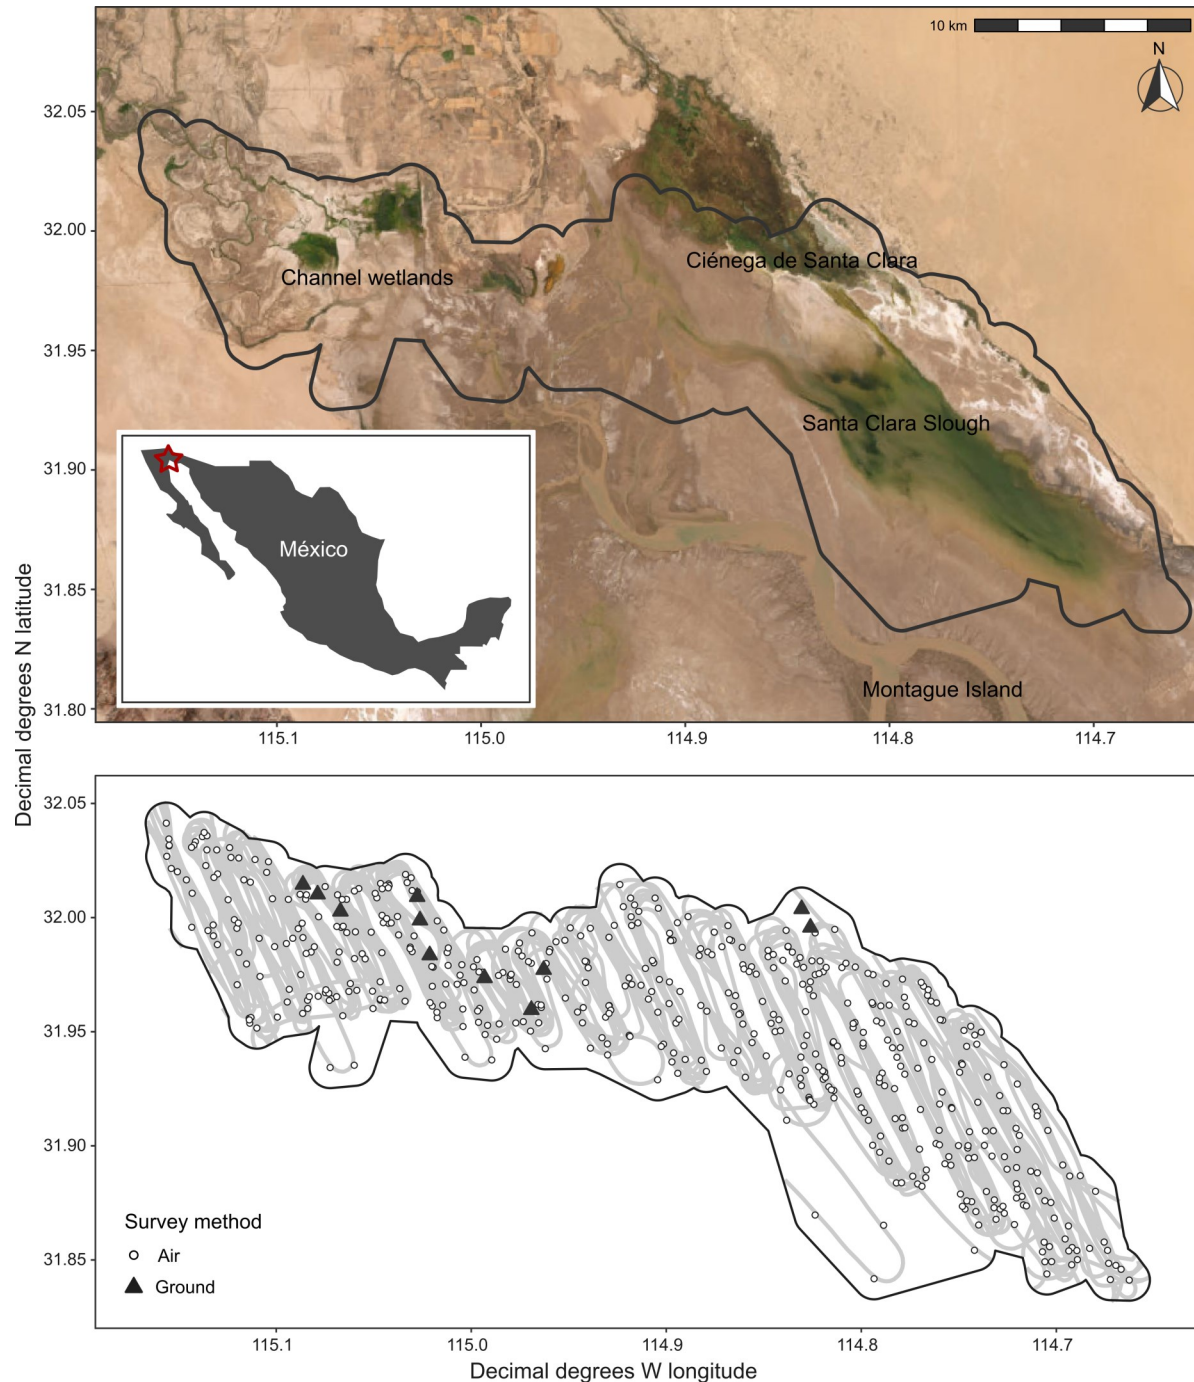 10 km
N
32.05
32.00
31.95
31.90
31.85
31.80
Channel wetlands
Ciénega de Santa Clara
Santa Clara Slough
Montague Island
México
115.1
115.0
114.9
114.8
114.7
Decimal degrees N latitude
32.05
32.00
31.95
31.90
31.85
Survey method
Air
Ground
115.1
115.0
114.9
114.8
114.7
Decimal degrees W longitude